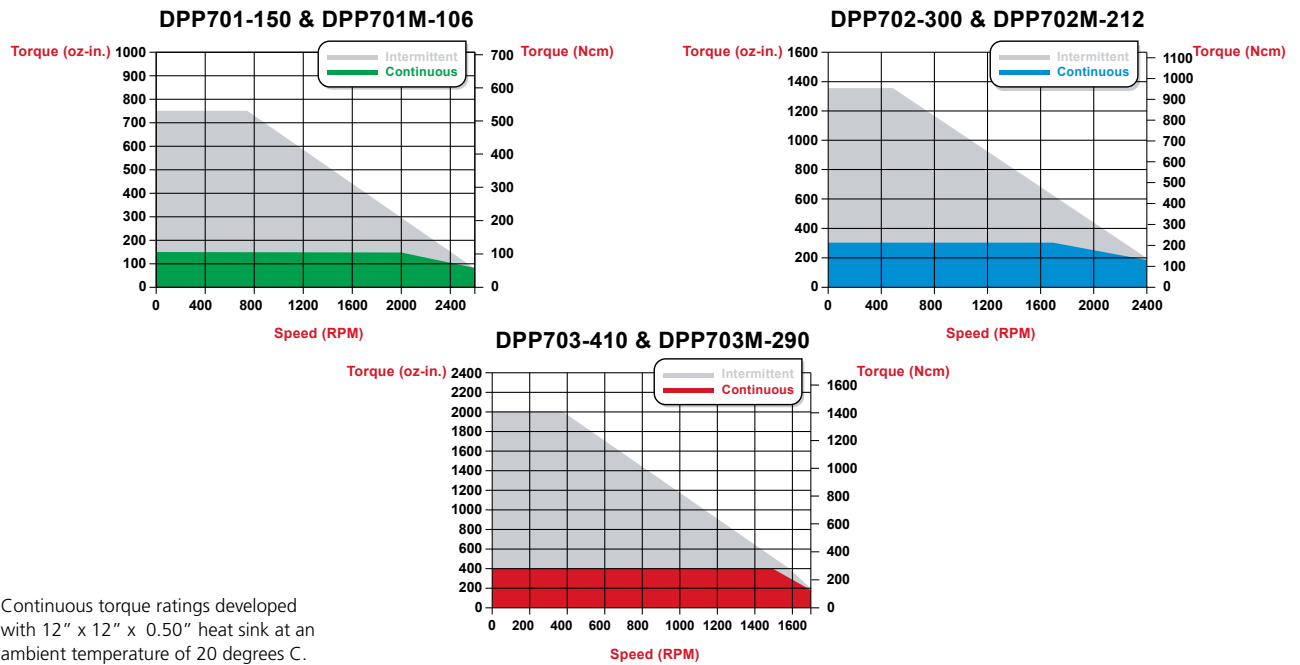 DPP701-150 & DPP701M-106
Torque (oz-in.)
Torque (Ncm)
Intermittent
Continuous
1000
900
800
700
600
500
400
300
200
100
0
700
600
500
400
300
200
100
0
0 400 800 1200 1600 2000 2400
Speed (RPM)
DPP702-300 & DPP702M-212
Torque (oz-in.)
Torque (Ncm)
Intermittent
Continuous
1600
1400
1200
1000
800
600
400
200
0
1100
1000
900
800
700
600
500
400
300
200
100
0
0 400 800 1200 1600 2000 2400
Speed (RPM)
DPP703-410 & DPP703M-290
Torque (oz-in.)
Torque (Ncm)
Intermittent
Continuous
2400
2200
2000
1800
1600
1400
1200
1000
800
600
400
200
0
1600
1400
1200
1000
800
600
400
200
0
0 200 400 600 800 1000 1200 1400 1600
Speed (RPM)
Continuous torque ratings developed
with 12” x 12” x 0.50” heat sink at an
ambient temperature of 20 degrees C.